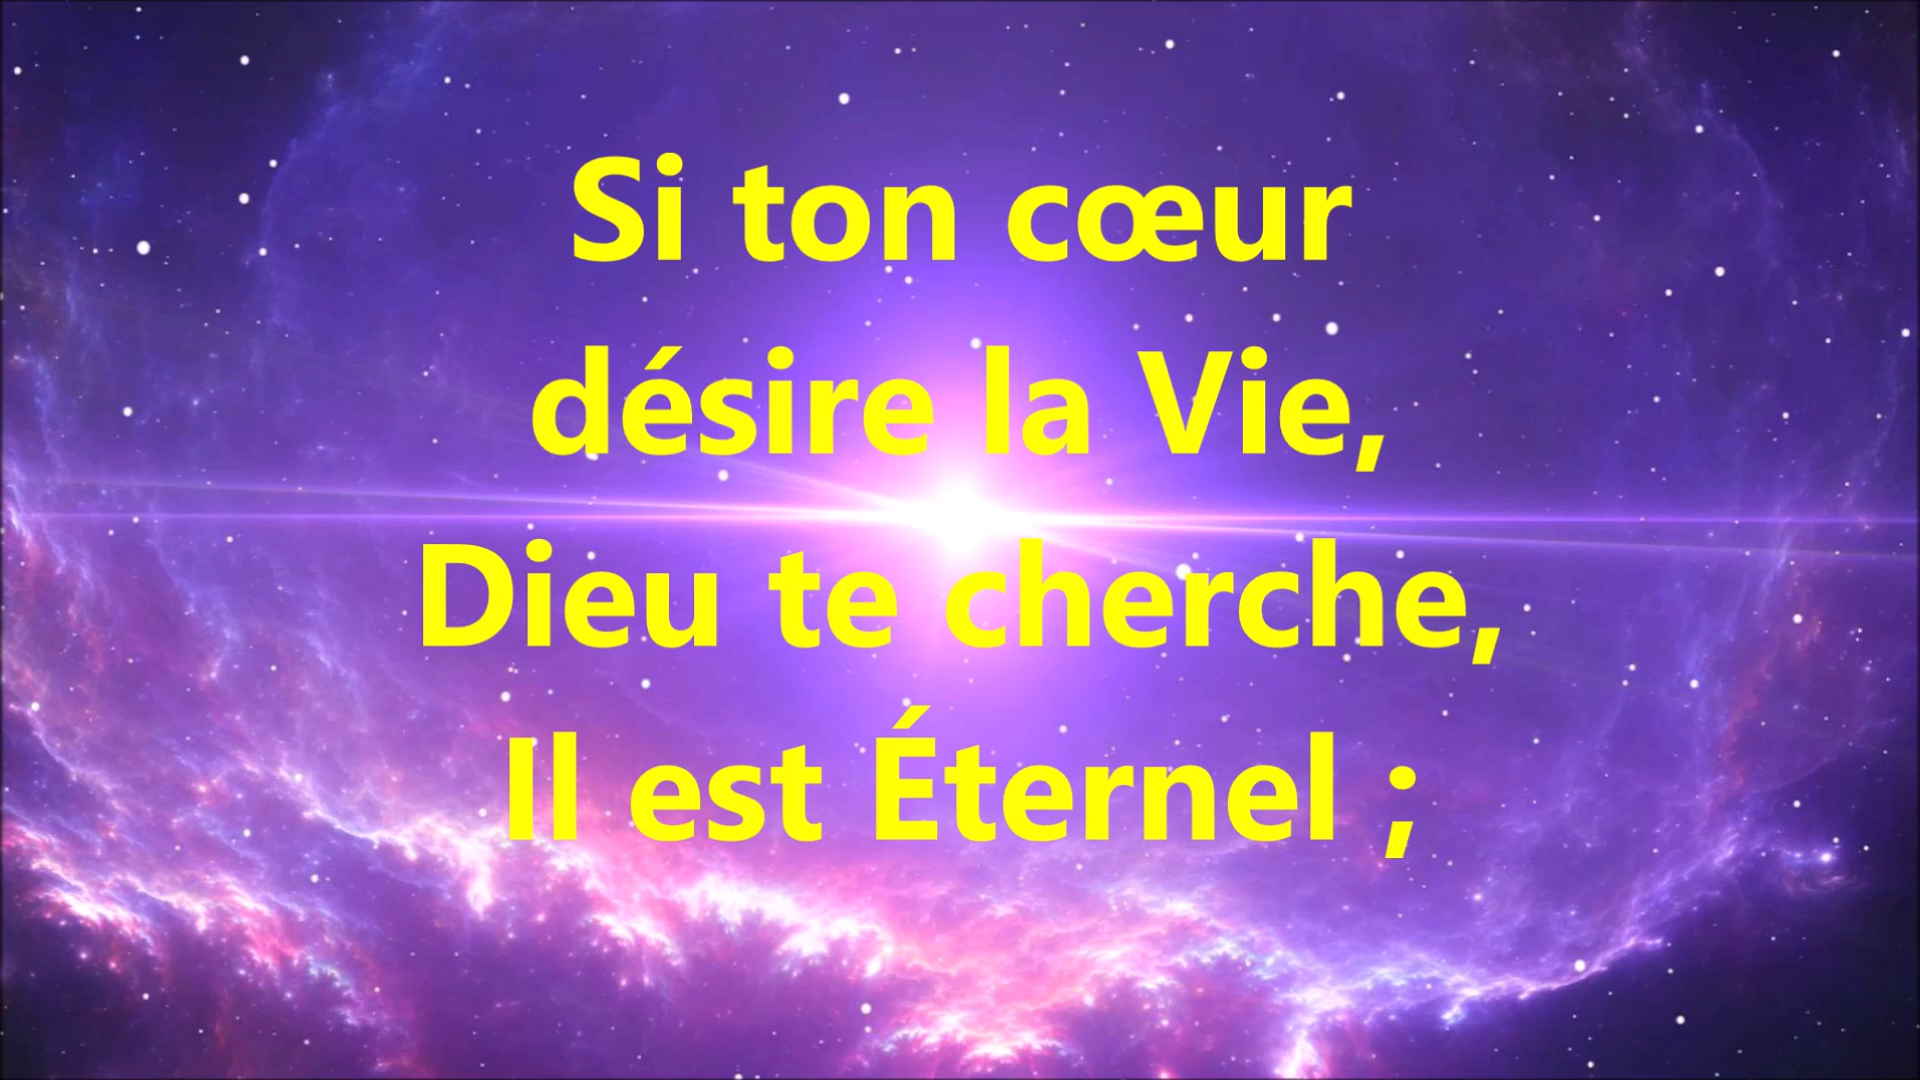 Si ton cœur
désire la Vie,
Dieu te cherche,
Il est Éternel ;